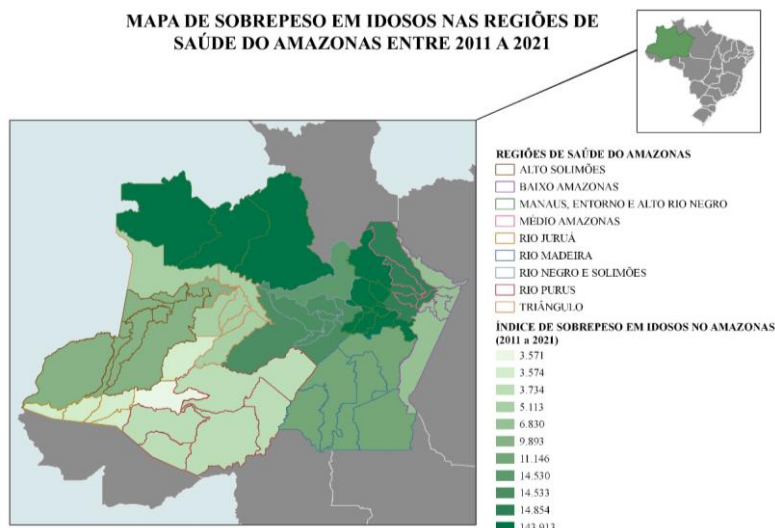 MAPA DE SOBREPESO EM IDOSOS NAS REGIÕES DE
SAÚDE DO AMAZONAS ENTRE 2011 A 2021
REGIÕES DE SAÚDE DO AMAZONAS
ALTO SOLIMÕES
BAIXO AMAZONAS
MANAUS, ENTORNO E ALTO RIO NEGRO
MÉDIO AMAZONAS
RIO JURUÁ
RIO MADEIRA
RIO NEGRO E SOLIMÕES
RIO PURUS
TRIÂNGULO
ÍNDICE DE SOBREPESO EM IDOSOS NO AMAZONAS
(2011 a 2021)
3.571
3.574
3.734
5.113
6.830
9.893
11.146
14.530
14.533
14.854
143.913